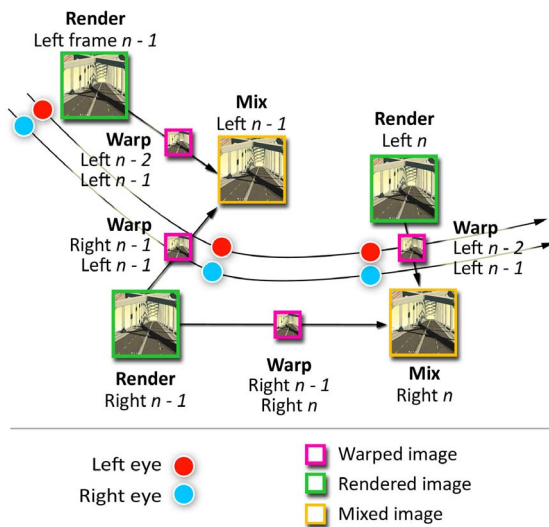 Render
Left frame n - 1
Mix
Left n - 1
Render
Left n
Warp
Left n - 2
Left n - 1
Warp
Right n - 1
Left n - 1
Warp
Left n - 2
Left n - 1
Render
Right n - 1
Warp
Right n - 1
Right n
Mix
Right n
Left eye
Right eye
Warped image
Rendered image
Mixed image